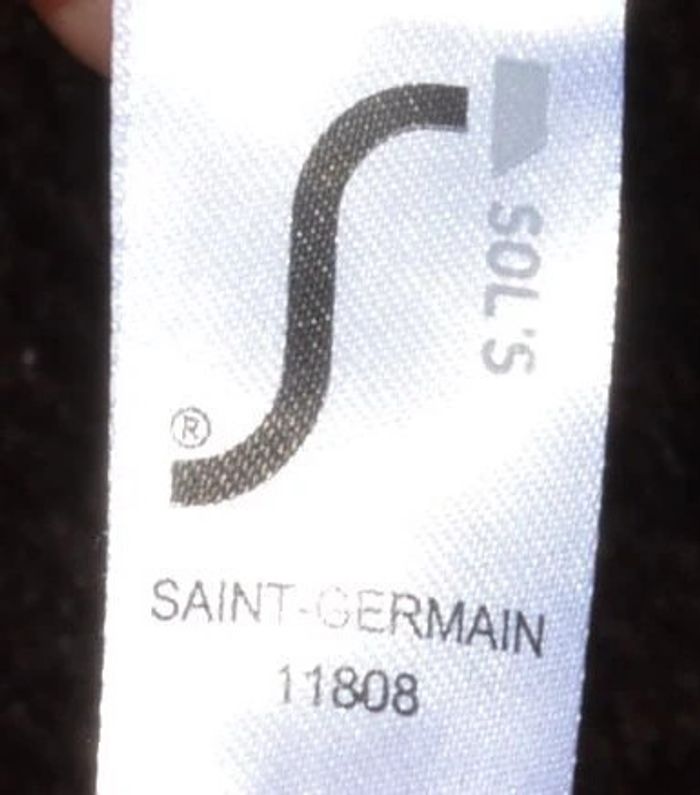 SOL'S
®
SAINT-GERMAIN
11808